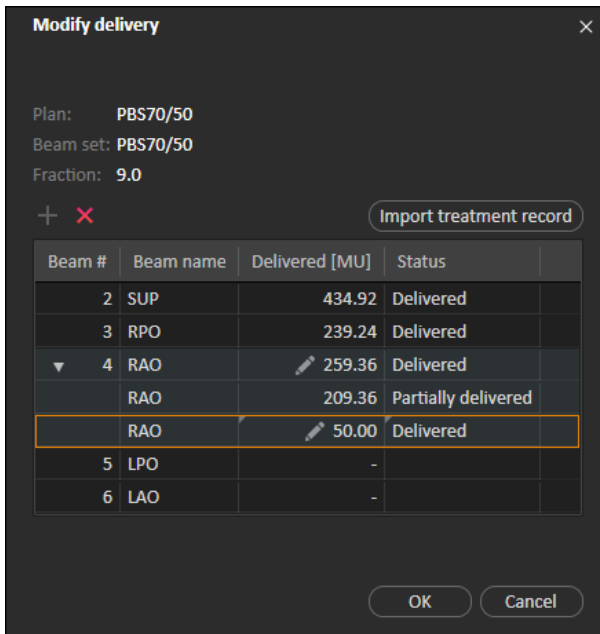 Modify delivery
Plan: PBS70/50
Beam set: PBS70/50
Fraction: 9.0
Import treatment record
Beam # Beam name Delivered [MU] Status
2 SUP 434.92 Delivered
3 RPO 239.24 Delivered
4 RAO 259.36 Delivered
RAO 209.36 Partially delivered
RAO 50.00 Delivered
5 LPO -
6 LAO -
OK Cancel